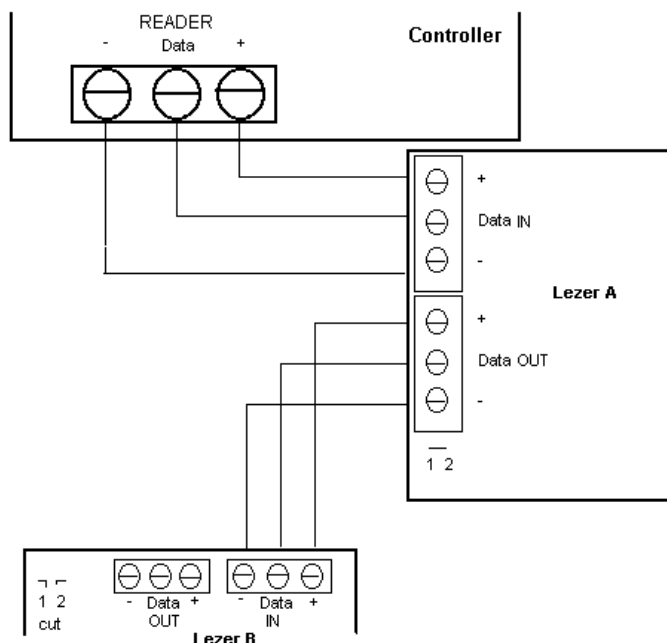 READER
Controller
- Data +
+
Data IN
-
Lezer A
+
Data OUT
-
1 2
1 2
cut
- Data +
OUT
- Data +
IN
Lezer B